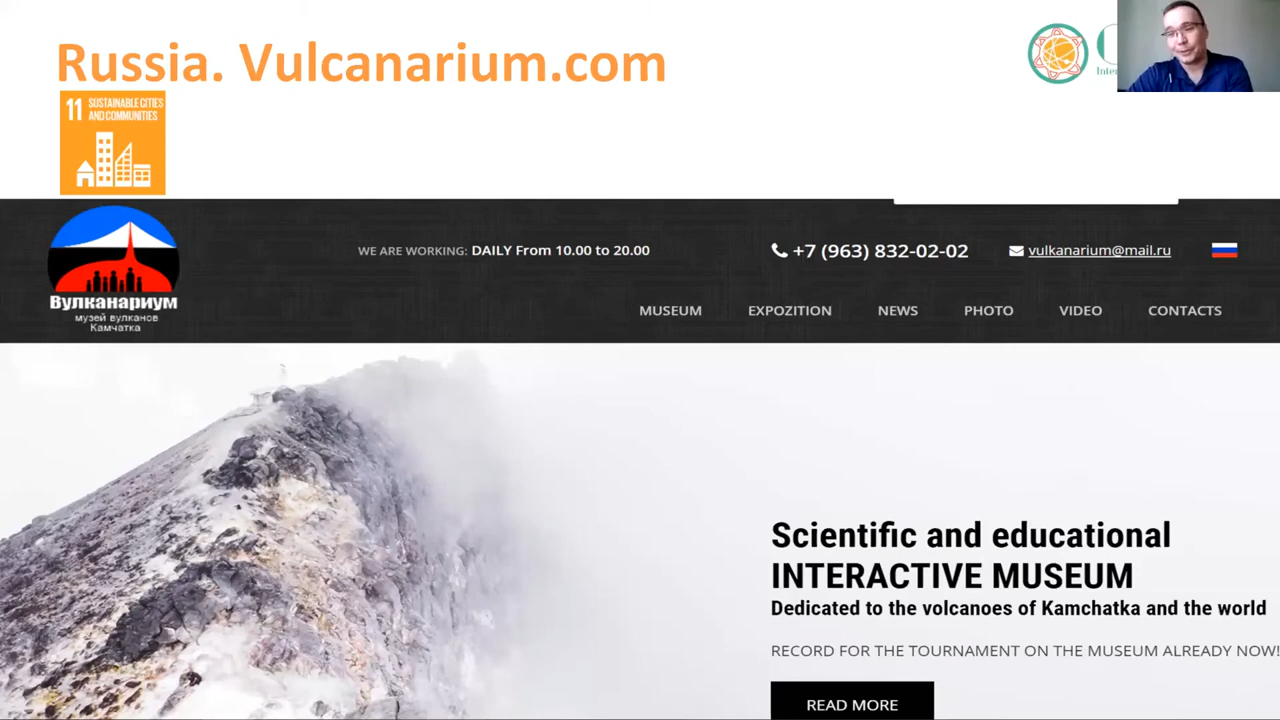 Russia. Vulcanarium.com
11 SUSTAINABLE CITIES
AND COMMUNITIES
WE ARE WORKING: DAILY From 10.00 to 20.00
+7 (963) 832-02-02
vulkanarium@mail.ru
Вулканариум
музей вулканов
Камчатка
MUSEUM
EXPOZITION
NEWS
PHOTO
VIDEO
CONTACTS
Scientific and educational
INTERACTIVE MUSEUM
Dedicated to the volcanoes of Kamchatka and the world
RECORD FOR THE TOURNAMENT ON THE MUSEUM ALREADY NOW!
READ MORE